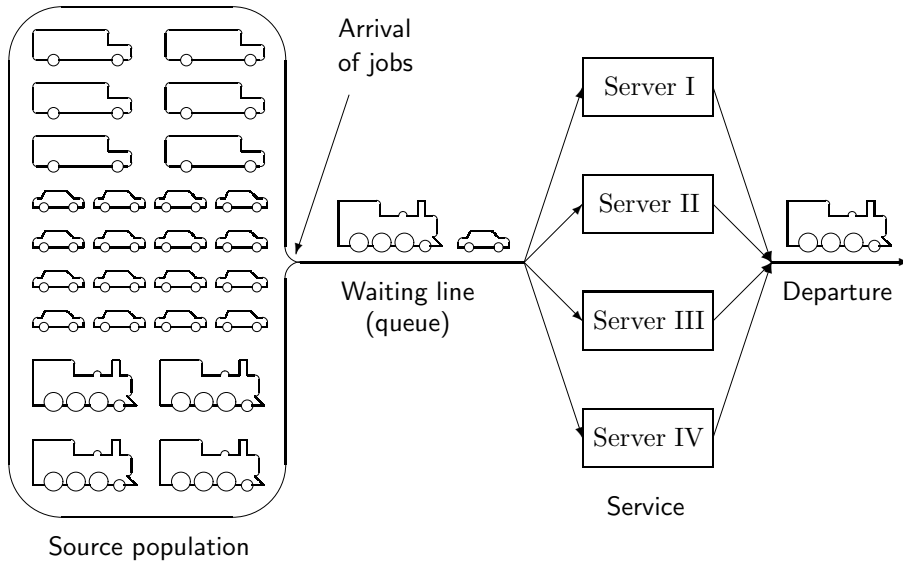 Arrival
of jobs
Server I
Server II
Server III
Server IV
Waiting line
(queue)
Departure
Service
Source population